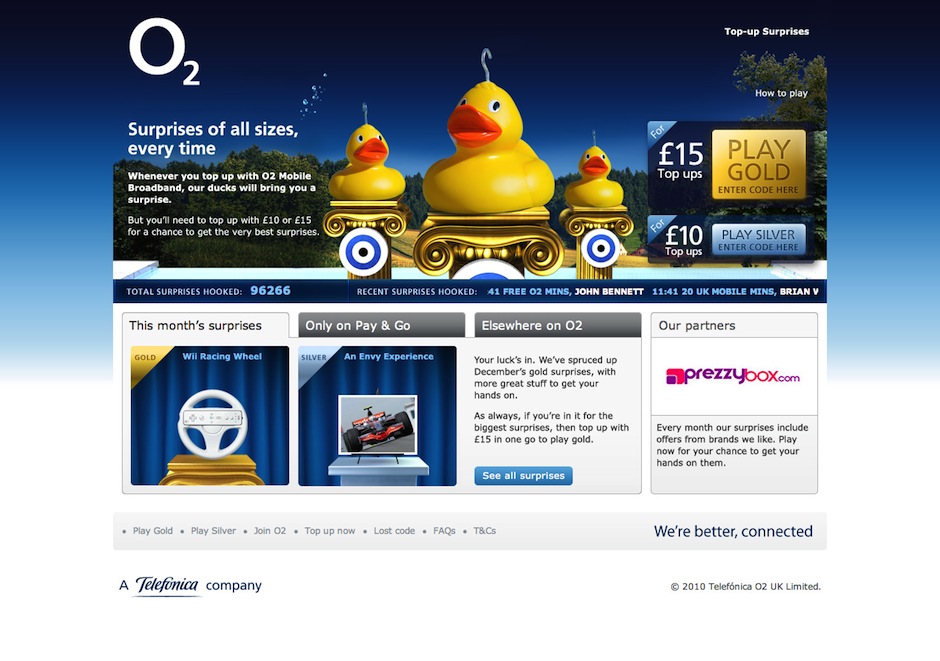 O2
Top-up Surprises
How to play
Surprises of all sizes,
every time
Whenever you top up with O2 Mobile
Broadband, our ducks will bring you a
surprise.
But you'll need to top up with £10 or £15
for a chance to get the very best surprises.
For
£15
Top ups
PLAY
GOLD
ENTER CODE HERE
For
£10
Top ups
PLAY SILVER
ENTER CODE HERE
TOTAL SURPRISES HOOKED: 96266
RECENT SURPRISES HOOKED: :41 FREE O2 MINS, JOHN BENNETT 11:41 20 UK MOBILE MINS, BRIAN
This month's surprises
Only on Pay & Go
Elsewhere on O2
Our partners
GOLD
Wii Racing Wheel
SILVER
An Envy Experience
Your luck's in. We've spruced up
December's gold surprises, with
more great stuff to get your
hands on.
As always, if you're in it for the
biggest surprises, then top up with
£15 in one go to play gold.
See all surprises
prezzybox.com
Every month our surprises include
offers from brands we like. Play
now for your chance to get your
hands on them.
• Play Gold • Play Silver • Join O2 • Top up now • Lost code • FAQs • T&Cs
We're better, connected
A Telefónica company
© 2010 Telefónica O2 UK Limited.